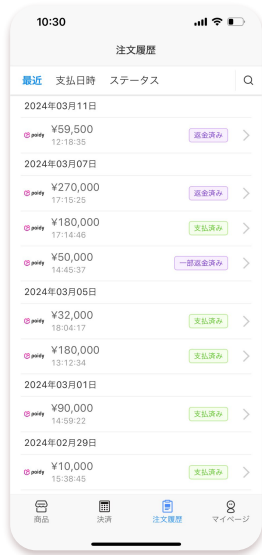 10:30
注文履歴
最近 支払日時 ステータス
2024年03月11日
paidy ¥59,500 返金済み
12:18:35
2024年03月07日
paidy ¥270,000 返金済み
17:15:25
paidy ¥180,000 支払済み
17:14:46
paidy ¥50,000 一部返金済み
14:45:37
2024年03月05日
paidy ¥32,000 支払済み
18:04:17
paidy ¥180,000 支払済み
13:12:34
2024年03月01日
paidy ¥90,000 支払済み
14:59:22
2024年02月29日
paidy ¥10,000 支払済み
15:38:45
商品 決済 注文履歴 マイページ